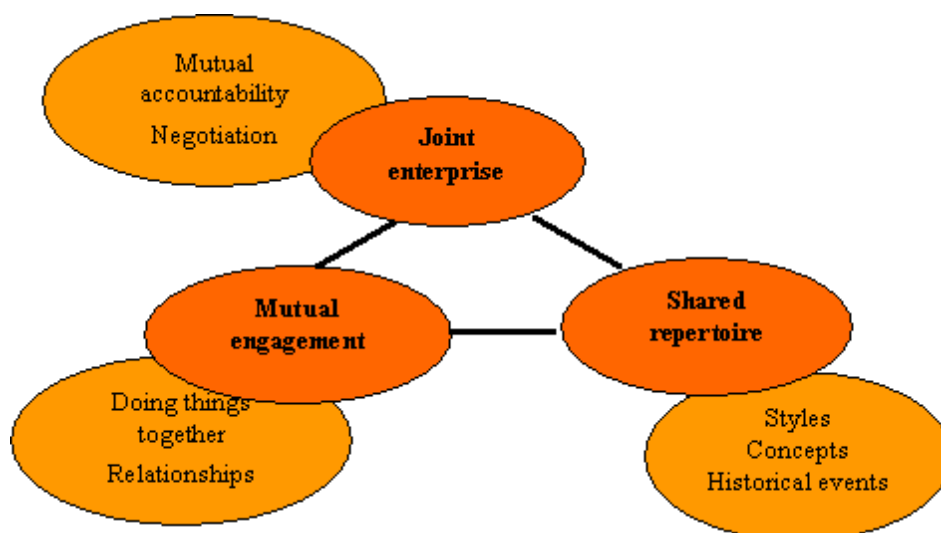 Mutual
accountability
Negotiation
Joint
enterprise
Mutual
engagement
Shared
repertoire
Doing things
together
Relationships
Styles
Concepts
Historical events